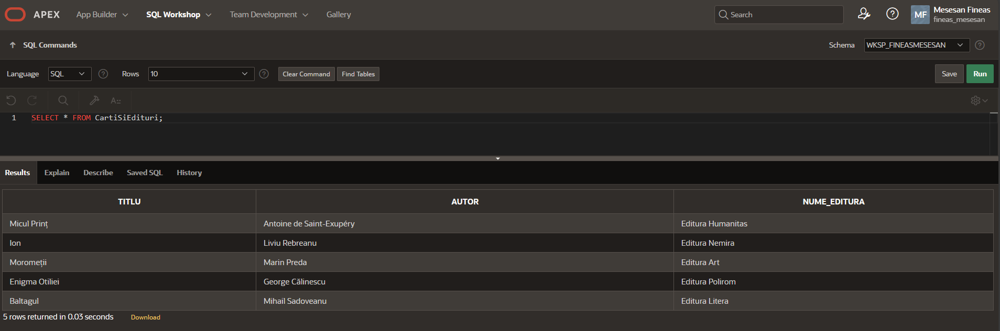 APEX App Builder SQL Workshop Team Development Gallery Search MF Mesesan Fineas
fineas_mesesan
SQL Commands Schema WKSP_FINEASMESESAN
Language SQL Rows 10 Clear Command Find Tables Save Run
1 SELECT * FROM CartiSiEdituri;
Results Explain Describe Saved SQL History
TITLU AUTOR NUME_EDITURA
Micul Prinț Antoine de Saint-Exupéry Editura Humanitas
Ion Liviu Rebreanu Editura Nemira
Moromeții Marin Preda Editura Art
Enigma Otiliei George Călinescu Editura Polirom
Baltagul Mihail Sadoveanu Editura Litera
5 rows returned in 0.03 seconds Download